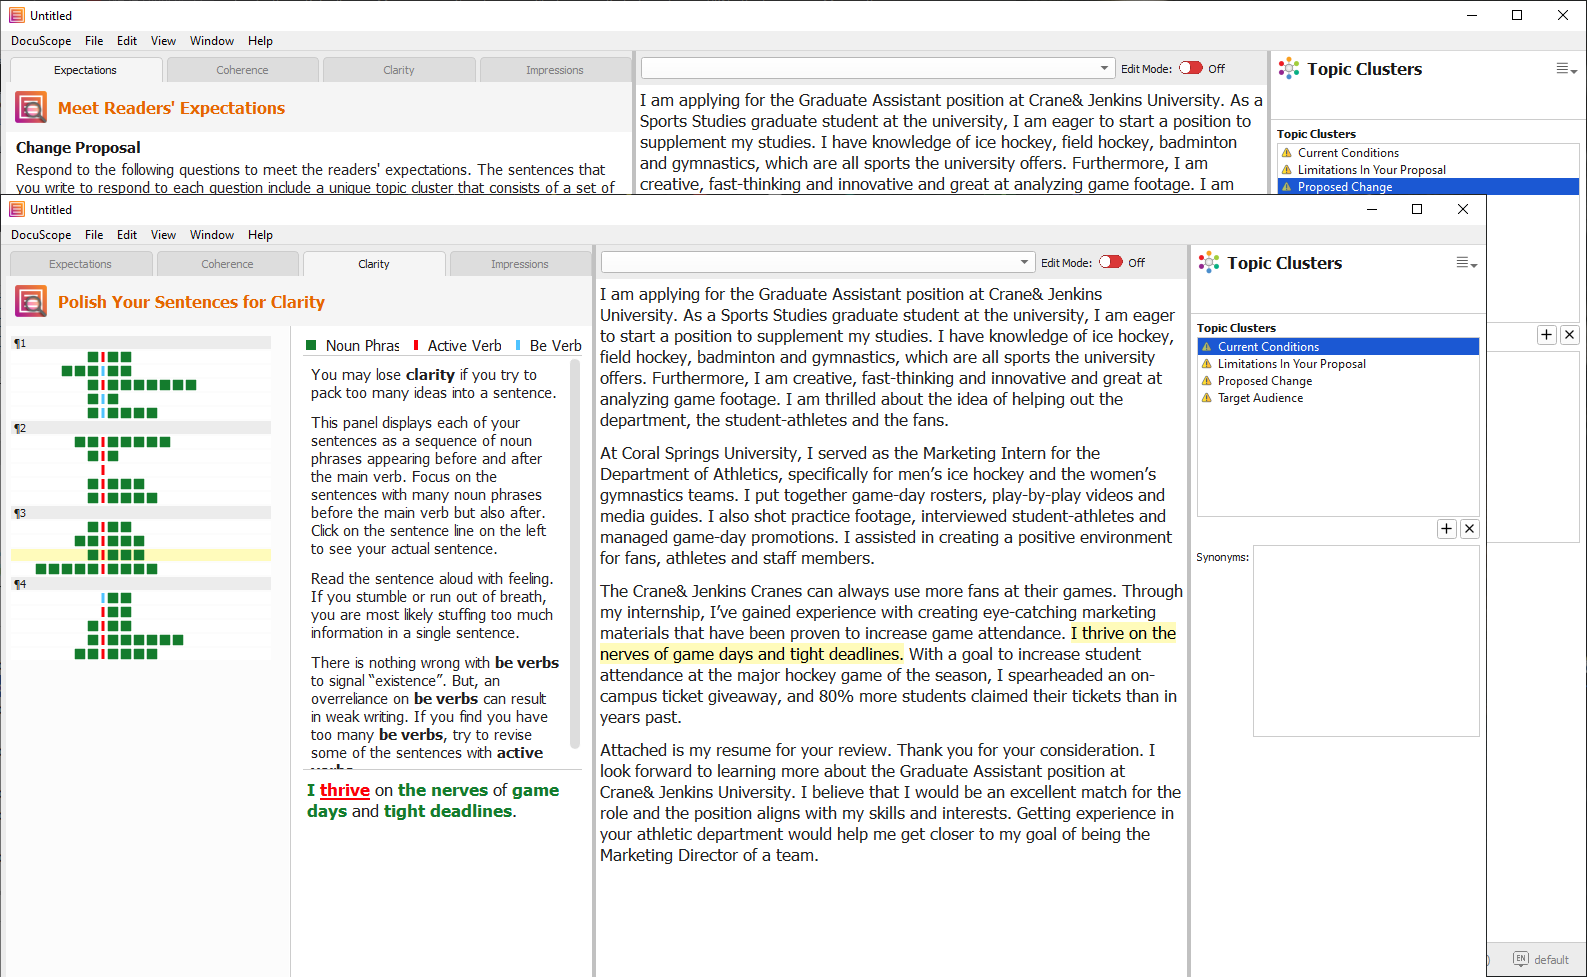 Untitled
DocuScope File Edit View Window Help
Expectations Coherence Clarity Impressions
Meet Readers' Expectations
Change Proposal
Respond to the following questions to meet the readers' expectations. The sentences that
you write to respond to each question include a unique topic cluster that consists of a set of
Edit Mode: Off
I am applying for the Graduate Assistant position at Crane& Jenkins University. As a
Sports Studies graduate student at the university, I am eager to start a position to
supplement my studies. I have knowledge of ice hockey, field hockey, badminton
and gymnastics, which are all sports the university offers. Furthermore, I am
creative, fast-thinking and innovative and great at analyzing game footage. I am
Topic Clusters
Topic Clusters
Current Conditions
Limitations In Your Proposal
Proposed Change
Untitled
DocuScope File Edit View Window Help
Expectations Coherence Clarity Impressions
Polish Your Sentences for Clarity
¶1
¶2
¶3
¶4
Noun Phras Active Verb Be Verb
You may lose clarity if you try to
pack too many ideas into a sentence.
This panel displays each of your
sentences as a sequence of noun
phrases appearing before and after
the main verb. Focus on the
sentences with many noun phrases
before the main verb but also after.
Click on the sentence line on the left
to see your actual sentence.
Read the sentence aloud with feeling.
If you stumble or run out of breath,
you are most likely stuffing too much
information in a single sentence.
There is nothing wrong with be verbs
to signal “existence”. But, an
overreliance on be verbs can result
in weak writing. If you find you have
too many be verbs, try to revise
some of the sentences with active
I thrive on the nerves of game
days and tight deadlines.
Edit Mode: Off
I am applying for the Graduate Assistant position at Crane& Jenkins
University. As a Sports Studies graduate student at the university, I am eager
to start a position to supplement my studies. I have knowledge of ice hockey,
field hockey, badminton and gymnastics, which are all sports the university
offers. Furthermore, I am creative, fast-thinking and innovative and great at
analyzing game footage. I am thrilled about the idea of helping out the
department, the student-athletes and the fans.
At Coral Springs University, I served as the Marketing Intern for the
Department of Athletics, specifically for men’s ice hockey and the women’s
gymnastics teams. I put together game-day rosters, play-by-play videos and
media guides. I also shot practice footage, interviewed student-athletes and
managed game-day promotions. I assisted in creating a positive environment
for fans, athletes and staff members.
The Crane& Jenkins Cranes can always use more fans at their games. Through
my internship, I’ve gained experience with creating eye-catching marketing
materials that have been proven to increase game attendance. I thrive on the
nerves of game days and tight deadlines. With a goal to increase student
attendance at the major hockey game of the season, I spearheaded an on-
campus ticket giveaway, and 80% more students claimed their tickets than in
years past.
Attached is my resume for your review. Thank you for your consideration. I
look forward to learning more about the Graduate Assistant position at
Crane& Jenkins University. I believe that I would be an excellent match for the
role and the position aligns with my skills and interests. Getting experience in
your athletic department would help me get closer to my goal of being the
Marketing Director of a team.
Topic Clusters
Topic Clusters
Current Conditions
Limitations In Your Proposal
Proposed Change
Target Audience
Synonyms:
EN default